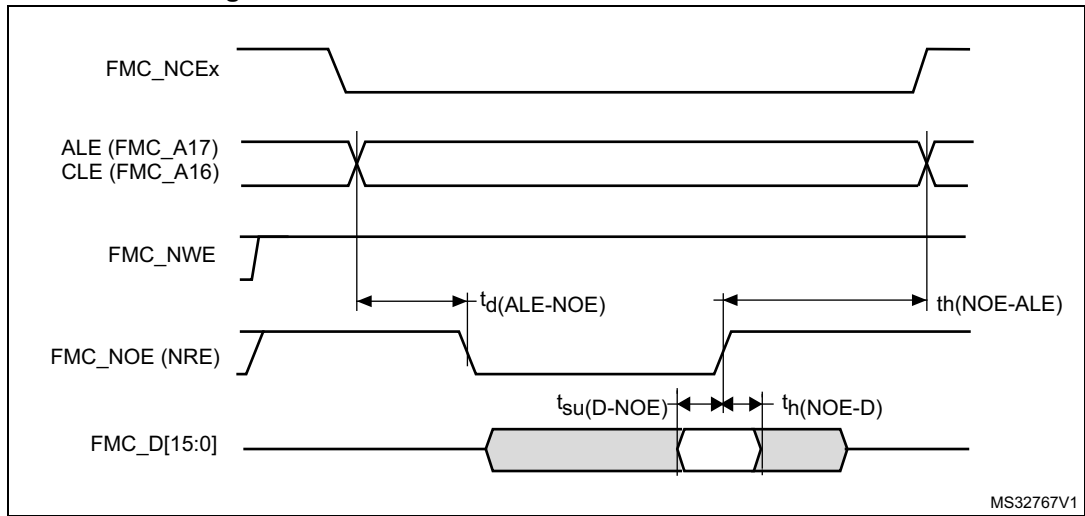 FMC_NCEx
ALE (FMC_A17)
CLE (FMC_A16)
FMC_NWE
td(ALE-NOE)
th(NOE-ALE)
FMC_NOE (NRE)
tsu(D-NOE)
th(NOE-D)
FMC_D[15:0]
MS32767V1